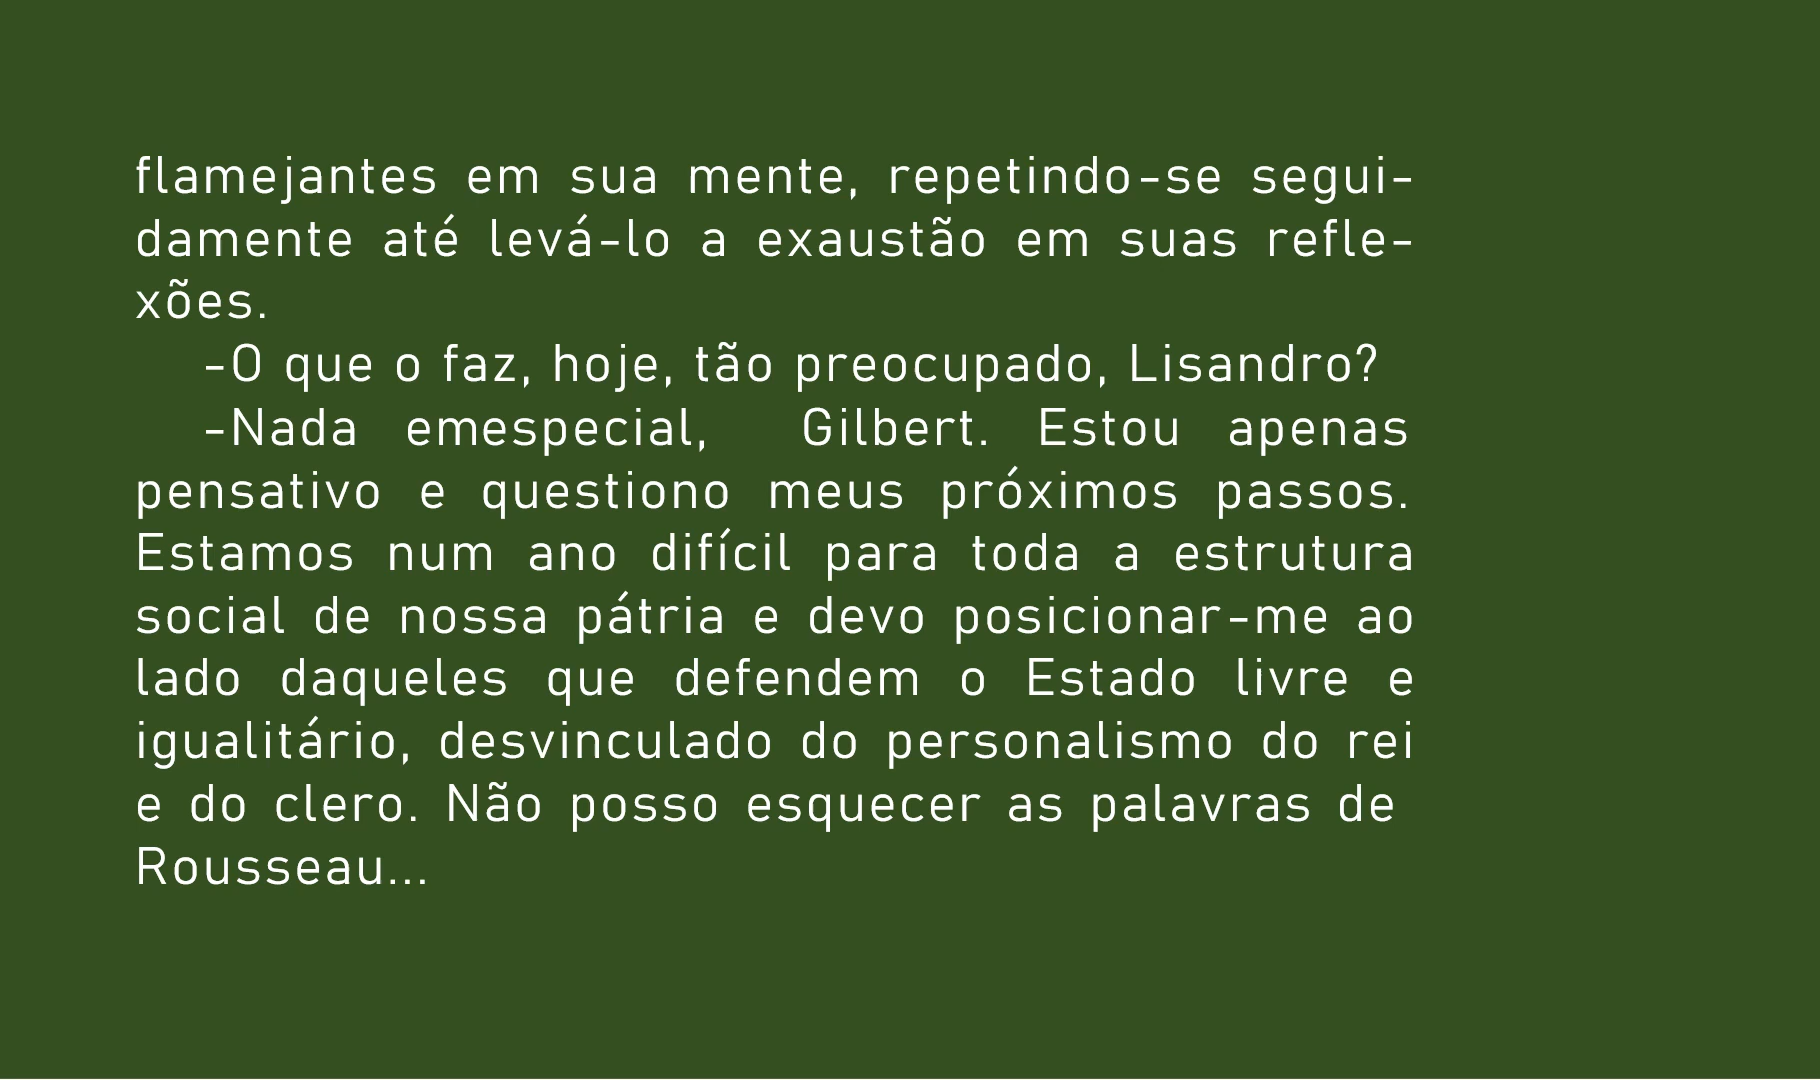 flamejantes em sua mente, repetindo-se segui-
damente até levá-lo a exaustão em suas refle-
xões.
-O que o faz, hoje, tão preocupado, Lisandro?
-Nada emespecial, Gilbert. Estou apenas
pensativo e questiono meus próximos passos.
Estamos num ano difícil para toda a estrutura
social de nossa pátria e devo posicionar-me ao
lado daqueles que defendem o Estado livre e
igualitário, desvinculado do personalismo do rei
e do clero. Não posso esquecer as palavras de
Rousseau...